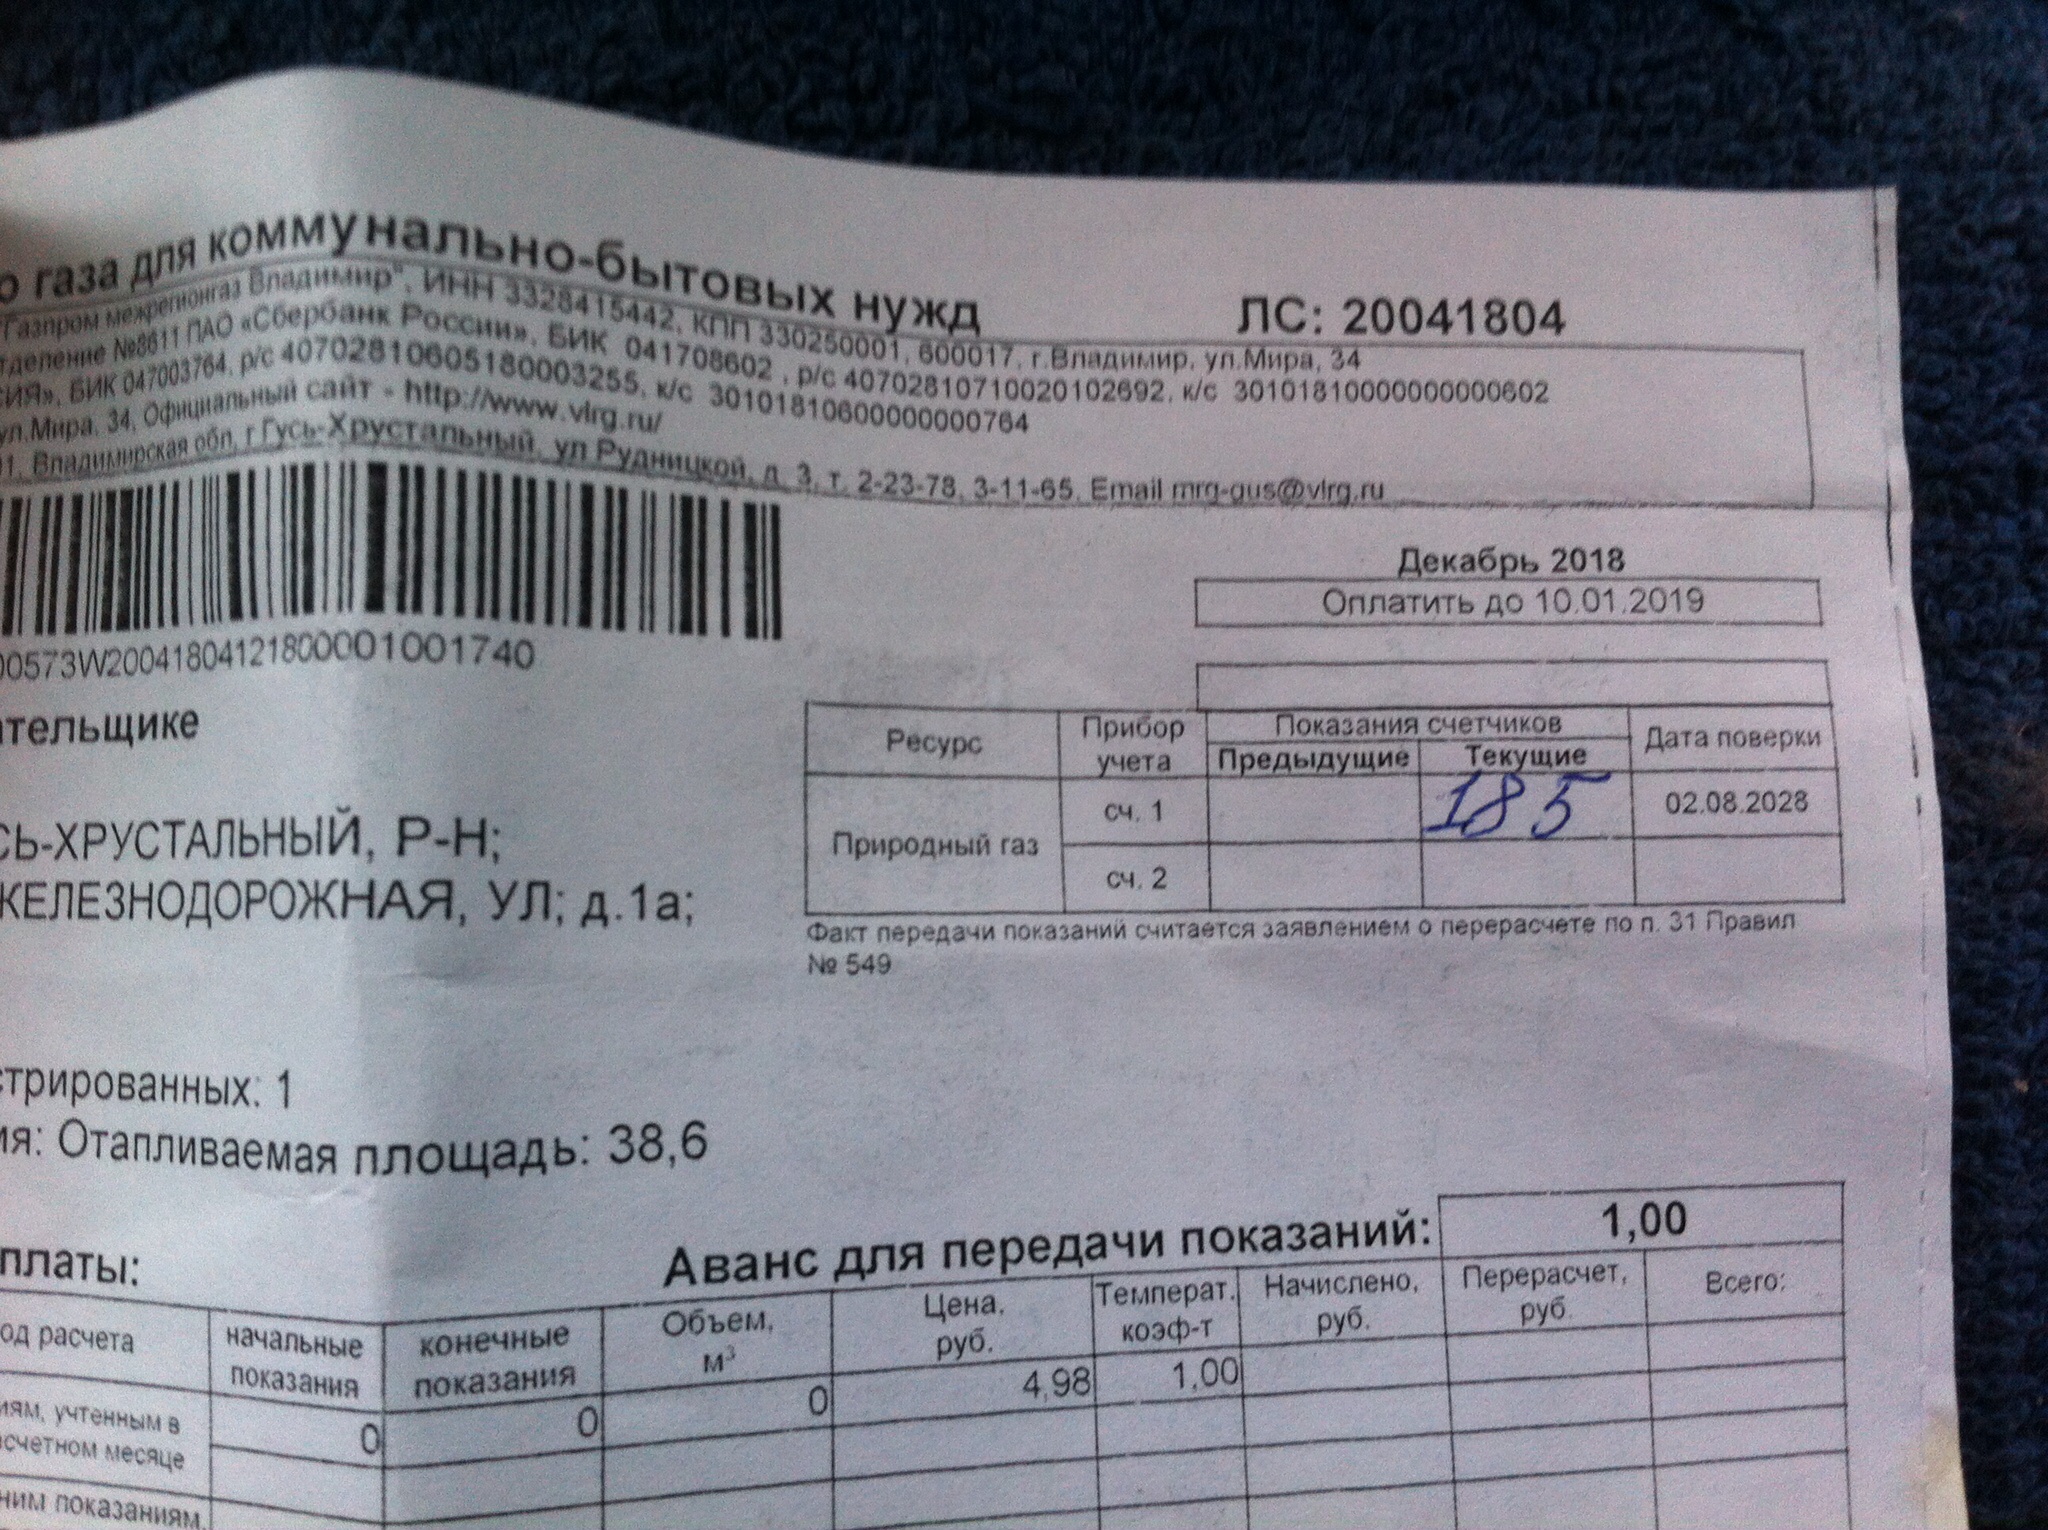 о газа для коммунально-бытовых нужд
ЛС: 20041804
"Газпром межрегионгаз Владимир", ИНН 3328415442, КПП 330250001, 600017, г.Владимир, ул.Мира, 34
тделение №8611 ПАО «Сбербанк России», БИК 041708602 , р/с 40702810710020102692, к/с 30101810000000000602
СИЯ», БИК 047003764, р/с 40702810605180003255, к/с 30101810600000000764
ул.Мира, 34, Официальный сайт - http://www.vlrg.ru/
01, Владимирская обл, г.Гусь-Хрустальный, ул Рудницкой, д. 3, т. 2-23-78, 3-11-65, Email mrg-gus@vlrg.ru
Декабрь 2018
Оплатить до 10.01.2019
00573W20041804121800001001740
ательщике
Ресурс Прибор учета Показания счетчиков Дата поверки
Предыдущие Текущие
Природный газ сч. 1 185 02.08.2028
сч. 2
СЬ-ХРУСТАЛЬНЫЙ, Р-Н;
ЖЕЛЕЗНОДОРОЖНАЯ, УЛ; д.1а;
Факт передачи показаний считается заявлением о перерасчете по п. 31 Правил
№ 549
стрированных: 1
ия: Отапливаемая площадь: 38,6
платы:
Аванс для передачи показаний: 1,00
од расчета начальные показания конечные показания Объем, м³ Цена, руб. Температ. коэф-т Начислено, руб. Перерасчет, руб. Всего:
иям, учтенным в 0 0 0 4,98 1,00
асчетном месяце
ним показаниям,